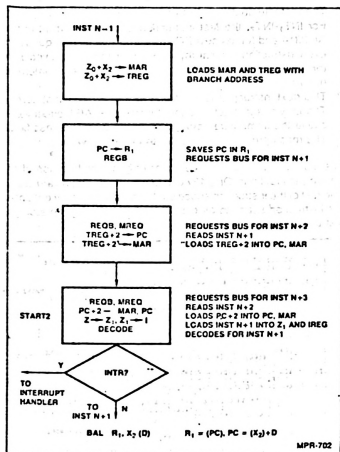 INST N-1
Z₀+X₂→MAR
Z₀+X₂→TREG
LOADS MAR AND TREG WITH
BRANCH ADDRESS
PC→R₁
REGB
SAVES PC IN R₁
REQUESTS BUS FOR INST N+1
REQB, MREQ
TREG+2→PC
TREG+2→MAR
REQUESTS BUS FOR INST N+2
READS INST N+1
LOADS TREG+2 INTO PC, MAR
START2
REQB, MREQ
PC+2→MAR, PC
Z→Z₁, Z₁→I
DECODE
REQUESTS BUS FOR INST N+3
READS INST N+2
LOADS PC+2 INTO PC, MAR
LOADS INST N+1 INTO Z₁ AND IREG
DECODES FOR INST N+1
Y
INTR?
TO
INTERRUPT
HANDLER
N
TO
INST N+1
BAL R₁, X₂ (D)
R₁ = (PC), PC = (X₂)+D
MPR-702